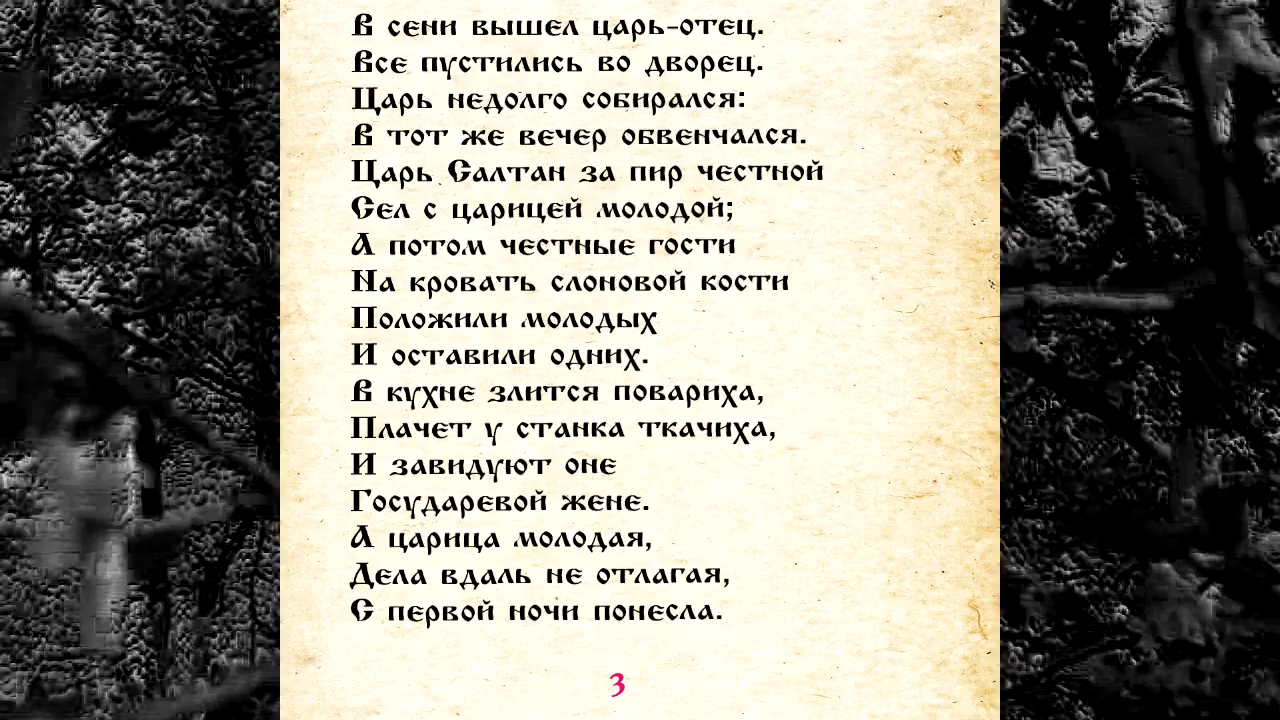 В сени вышел царь-отец.
Все пустились во дворец.
Царь недолго собирался:
В тот же вечер обвенчался.
Царь Салтан за пир честной
Сел с царицей молодой;
А потом честные гости
На кровать слоновой кости
Положили молодых
И оставили одних.
В кухне злится повариха,
Плачет у станка ткачиха,
И завидуют оне
Государевой жене.
А царица молодая,
Дела вдаль не отлагая,
С первой ночи понесла.
3